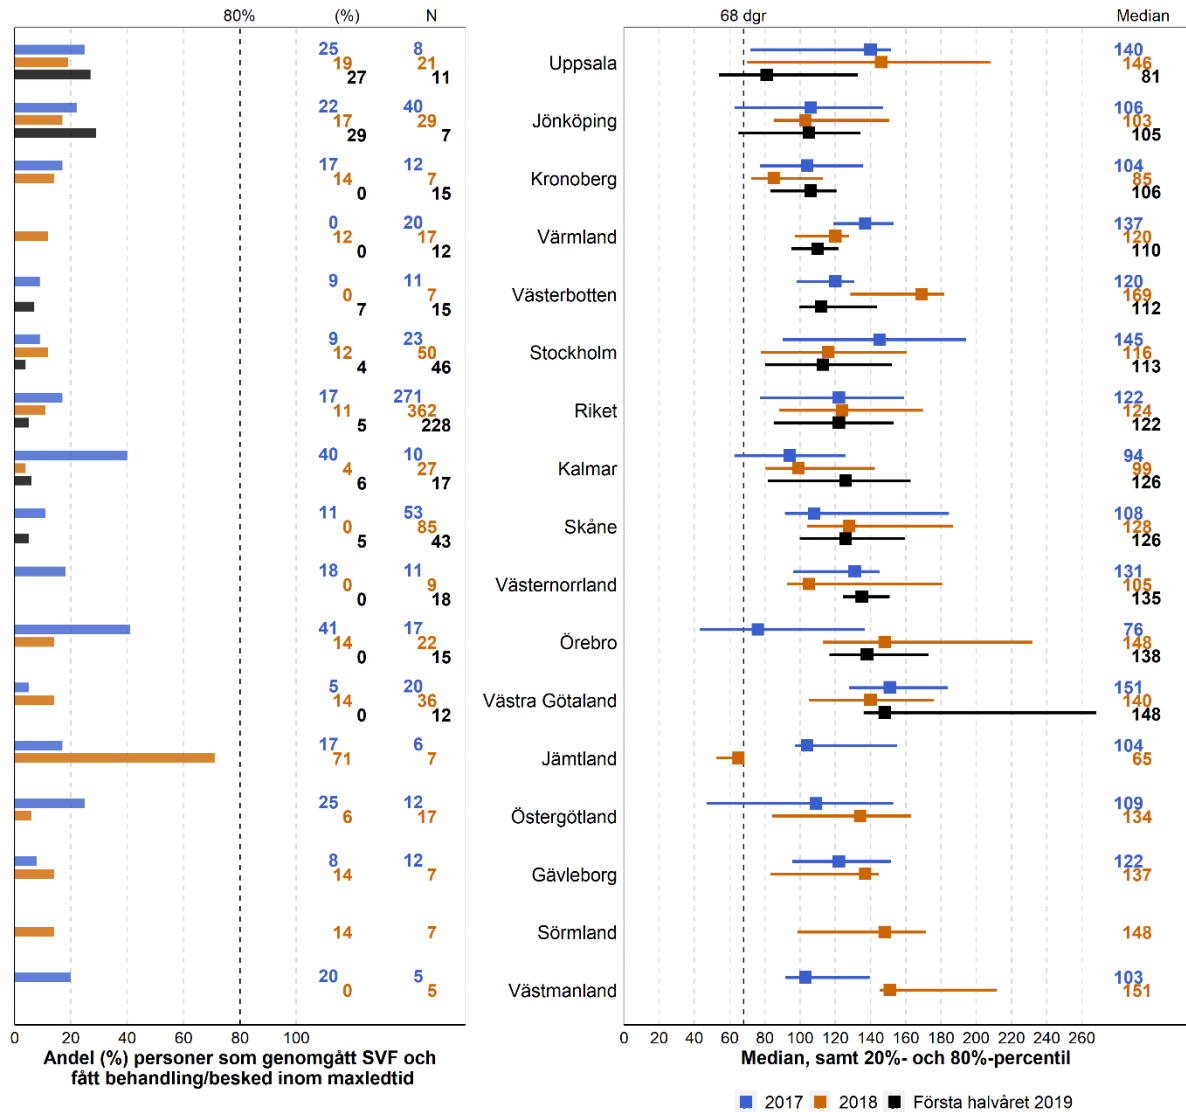 80% (%) N 68 dgr Median
25 8 Uppsala 140
19 21 146
27 11 81
22 40 Jönköping 106
17 29 103
29 7 105
17 12 Kronoberg 104
14 7 85
0 15 106
0 20 Värmland 137
12 17 120
0 12 110
9 11 Västerbotten 120
0 7 169
7 15 112
9 23 Stockholm 145
12 50 116
4 46 113
17 271 Riket 122
11 362 124
5 228 122
40 10 Kalmar 94
4 27 99
6 17 126
11 53 Skåne 108
0 85 128
5 43 126
18 11 Västernorrland 131
0 9 105
0 18 135
41 17 Örebro 76
14 22 148
0 15 138
5 20 Västra Götaland 151
14 36 140
0 12 148
17 6 Jämtland 104
71 7 65
25 12 Östergötland 109
6 17 134
8 12 Gävleborg 122
14 7 137
14 7 Sörmland 148
20 5 Västmanland 103
0 5 151
0 20 40 60 80 100 0 20 40 60 80 100 120 140 160 180 200 220 240 260
Andel (%) personer som genomgått SVF och
fått behandling/besked inom maxledtid
Median, samt 20%- och 80%-percentil
2017 2018 Första halvåret 2019